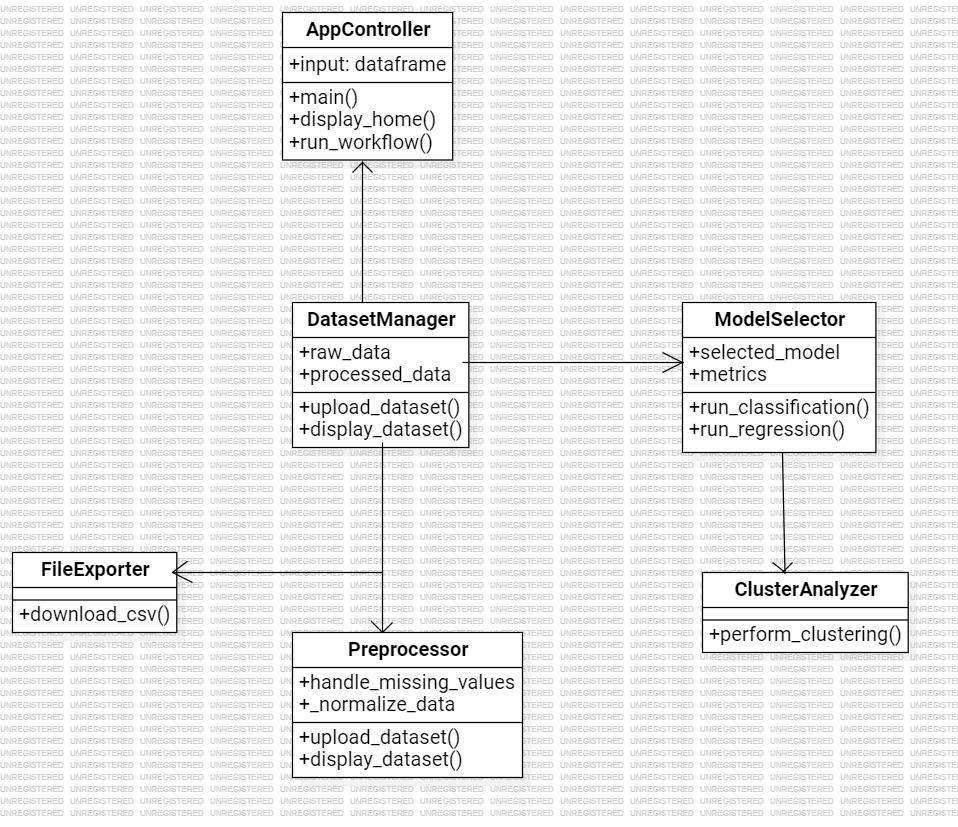 AppController
+input: dataframe
+main()
+display_home()
+run_workflow()
DatasetManager
+raw_data
+processed_data
+upload_dataset()
+display_dataset()
ModelSelector
+selected_model
+metrics
+run_classification()
+run_regression()
FileExporter
+download_csv()
ClusterAnalyzer
+perform_clustering()
Preprocessor
+handle_missing_values
+_normalize_data
+upload_dataset()
+display_dataset()
UNREGISTERED